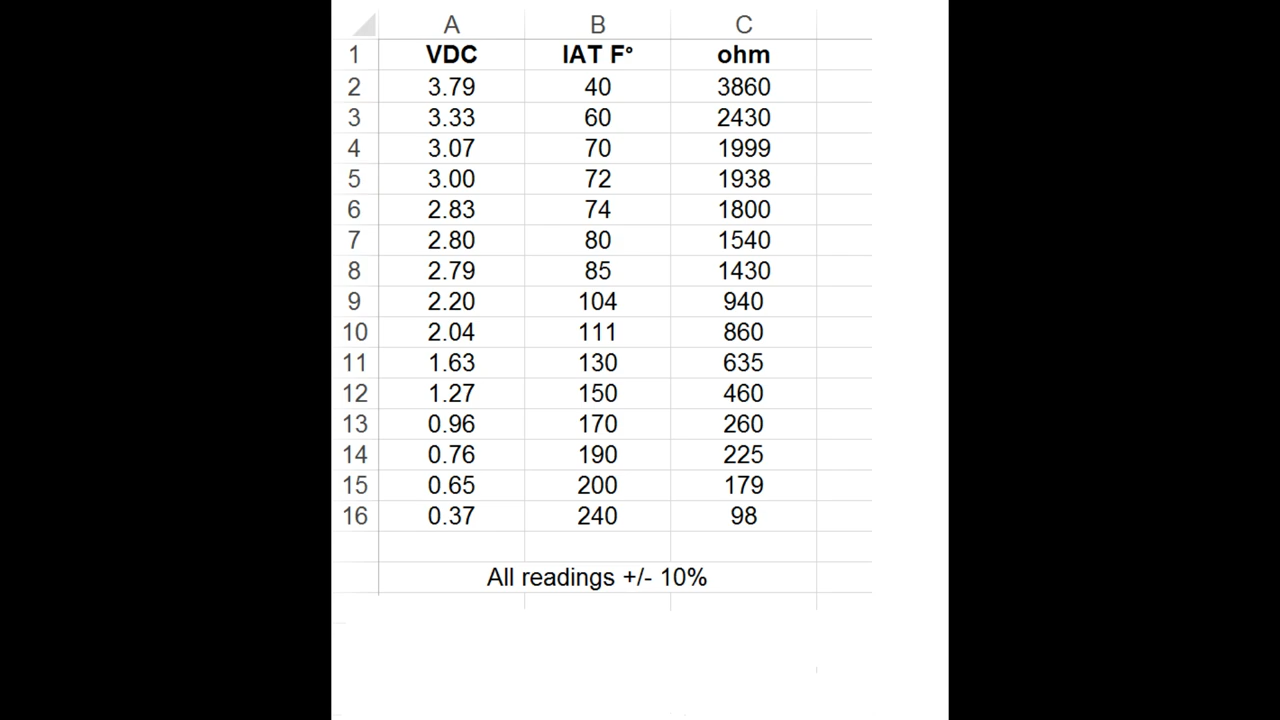 A B C
1 VDC IAT F° ohm
2 3.79 40 3860
3 3.33 60 2430
4 3.07 70 1999
5 3.00 72 1938
6 2.83 74 1800
7 2.80 80 1540
8 2.79 85 1430
9 2.20 104 940
10 2.04 111 860
11 1.63 130 635
12 1.27 150 460
13 0.96 170 260
14 0.76 190 225
15 0.65 200 179
16 0.37 240 98
All readings +/- 10%